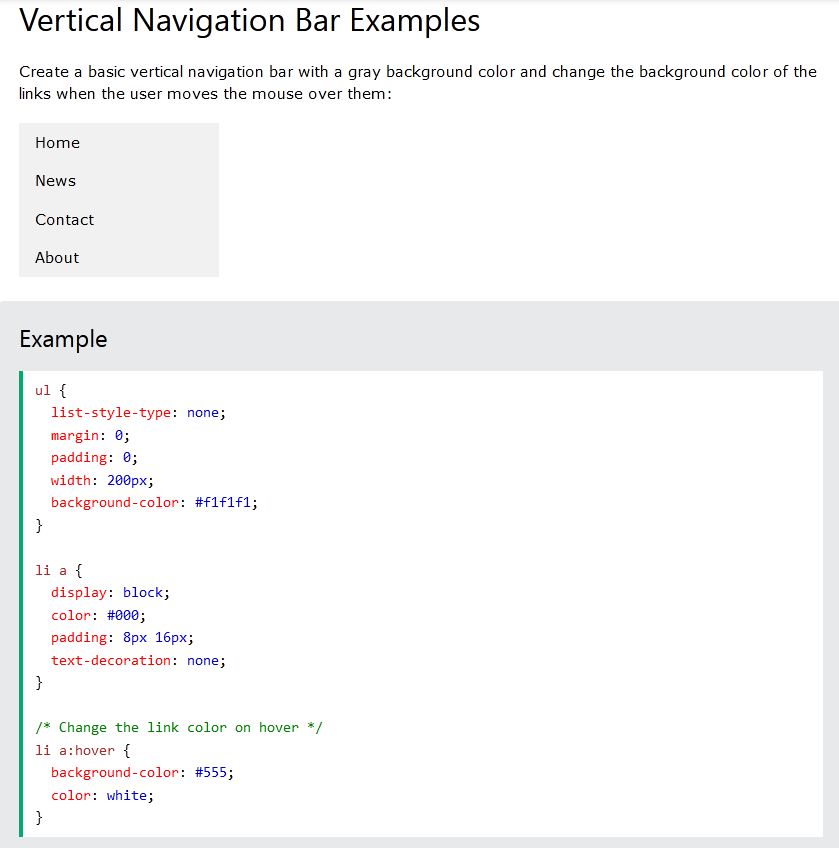 Vertical Navigation Bar Examples
Create a basic vertical navigation bar with a gray background color and change the background color of the
links when the user moves the mouse over them:
Home
News
Contact
About
Example
ul {
  list-style-type: none;
  margin: 0;
  padding: 0;
  width: 200px;
  background-color: #f1f1f1;
}
li a {
  display: block;
  color: #000;
  padding: 8px 16px;
  text-decoration: none;
}
/* Change the link color on hover */
li a:hover {
  background-color: #555;
  color: white;
}